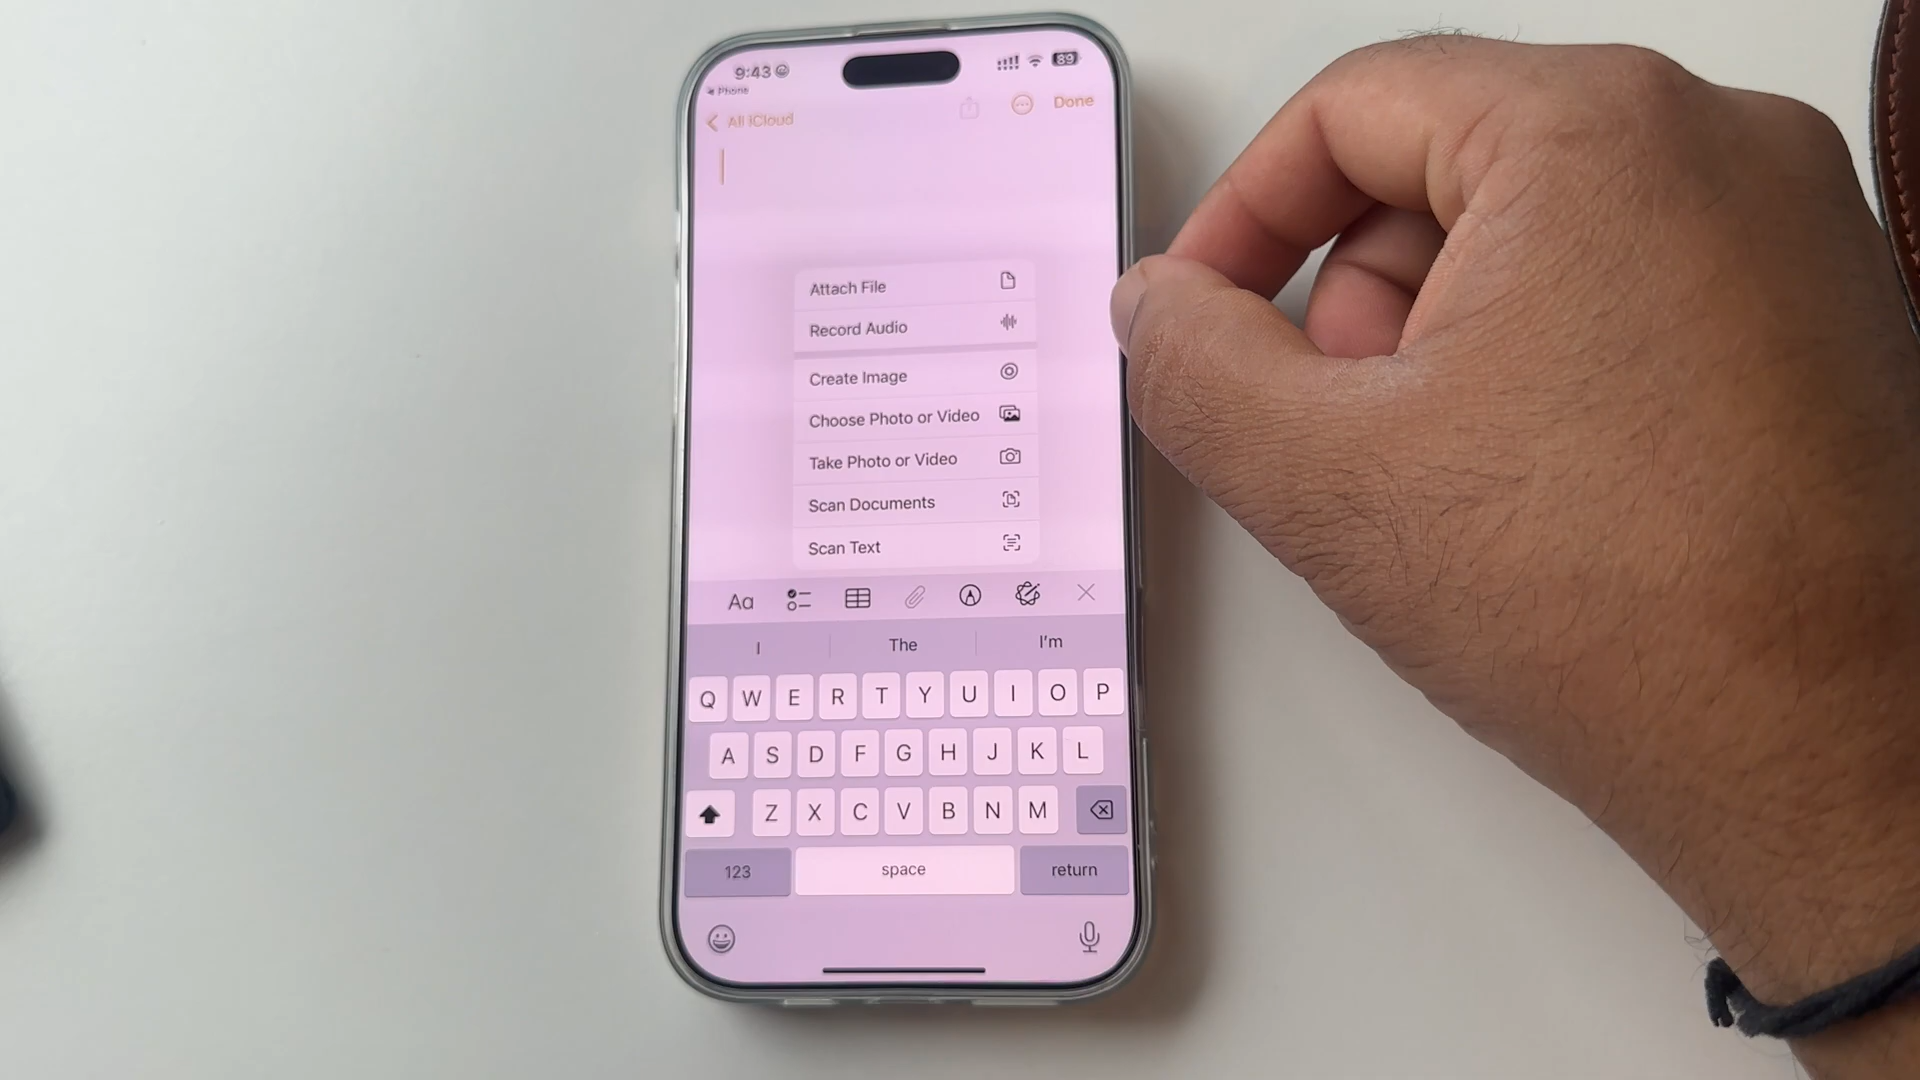 9:43
89
Phone
All iCloud
Done
Attach File
Record Audio
Create Image
Choose Photo or Video
Take Photo or Video
Scan Documents
Scan Text
Aa
I The I'm
Q W E R T Y U I O P
A S D F G H J K L
Z X C V B N M
123 space return